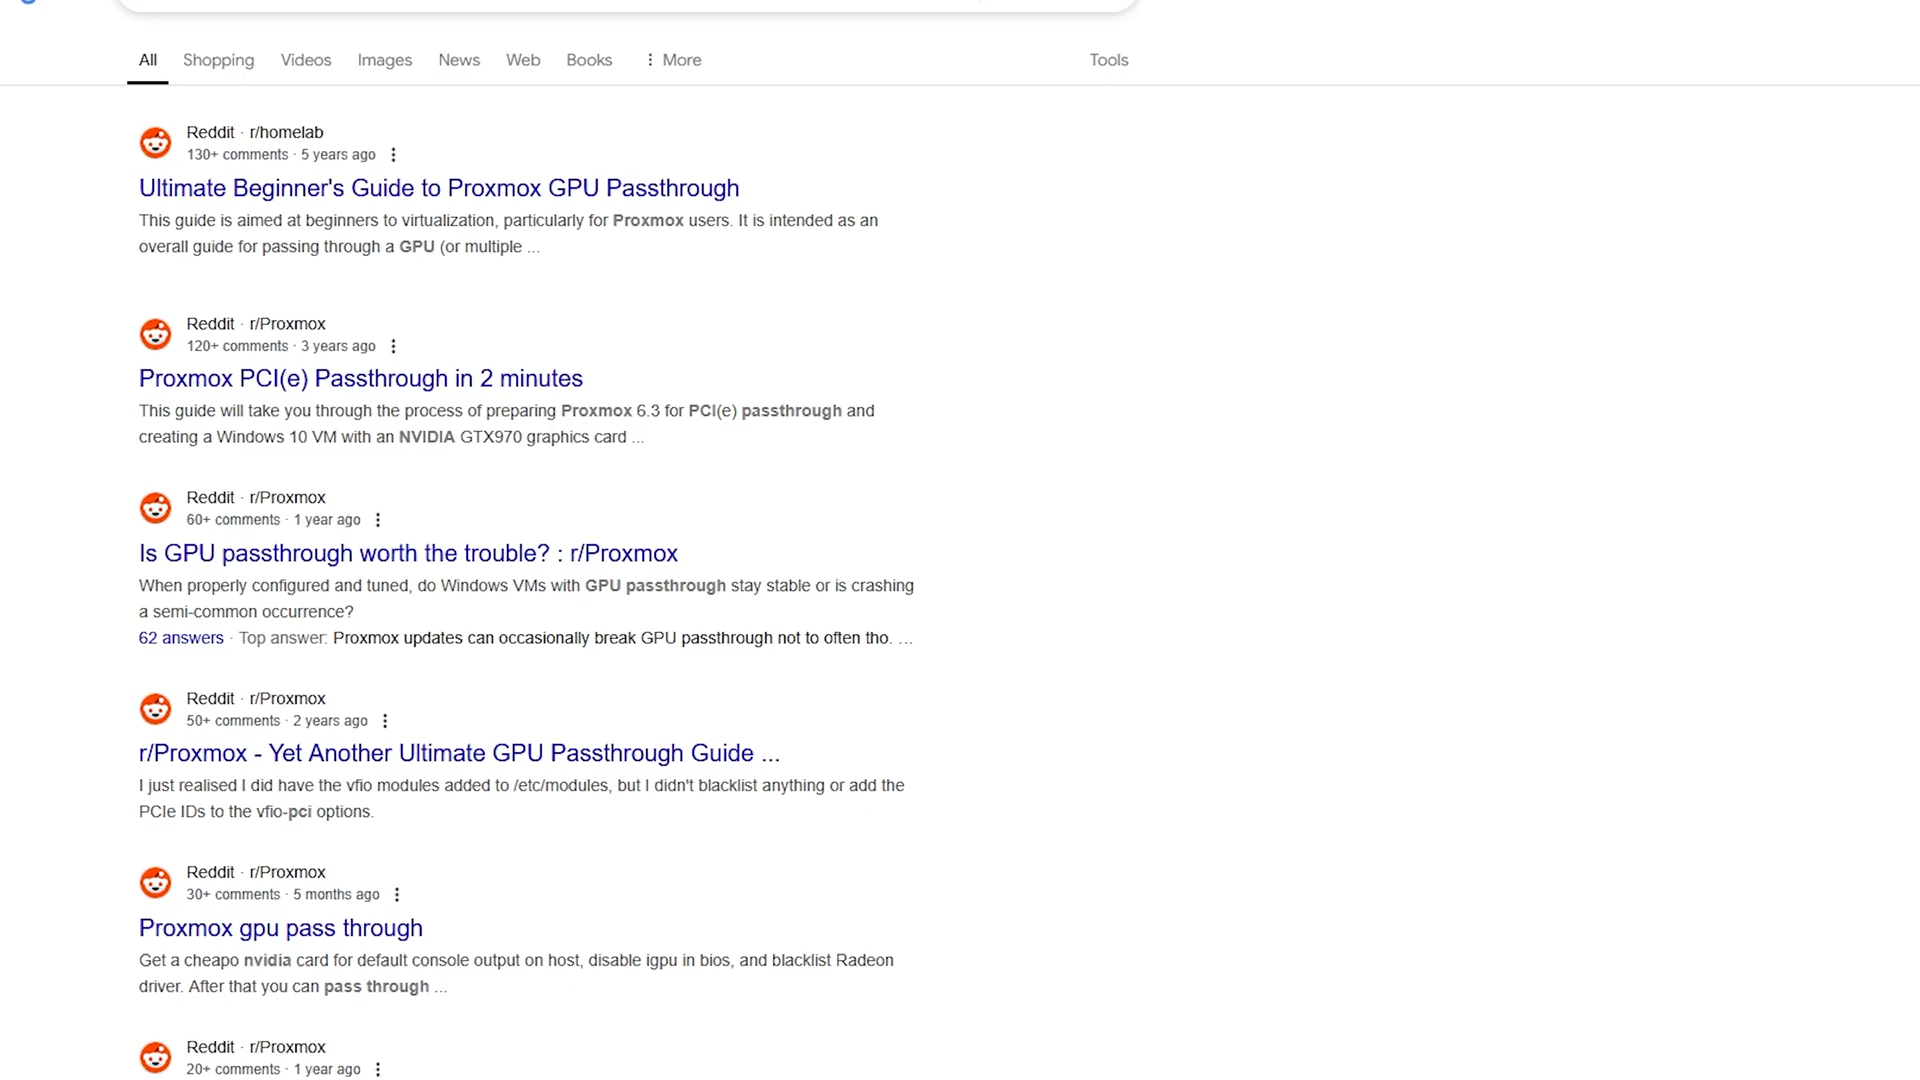 All Shopping Videos Images News Web Books More Tools
Reddit · r/homelab
130+ comments · 5 years ago
Ultimate Beginner's Guide to Proxmox GPU Passthrough
This guide is aimed at beginners to virtualization, particularly for Proxmox users. It is intended as an
overall guide for passing through a GPU (or multiple ...
Reddit · r/Proxmox
120+ comments · 3 years ago
Proxmox PCI(e) Passthrough in 2 minutes
This guide will take you through the process of preparing Proxmox 6.3 for PCI(e) passthrough and
creating a Windows 10 VM with an NVIDIA GTX970 graphics card ...
Reddit · r/Proxmox
60+ comments · 1 year ago
Is GPU passthrough worth the trouble? : r/Proxmox
When properly configured and tuned, do Windows VMs with GPU passthrough stay stable or is crashing
a semi-common occurrence?
62 answers · Top answer: Proxmox updates can occasionally break GPU passthrough not to often tho. ...
Reddit · r/Proxmox
50+ comments · 2 years ago
r/Proxmox - Yet Another Ultimate GPU Passthrough Guide ...
I just realised I did have the vfio modules added to /etc/modules, but I didn't blacklist anything or add the
PCIe IDs to the vfio-pci options.
Reddit · r/Proxmox
30+ comments · 5 months ago
Proxmox gpu pass through
Get a cheapo nvidia card for default console output on host, disable igpu in bios, and blacklist Radeon
driver. After that you can pass through ...
Reddit · r/Proxmox
20+ comments · 1 year ago